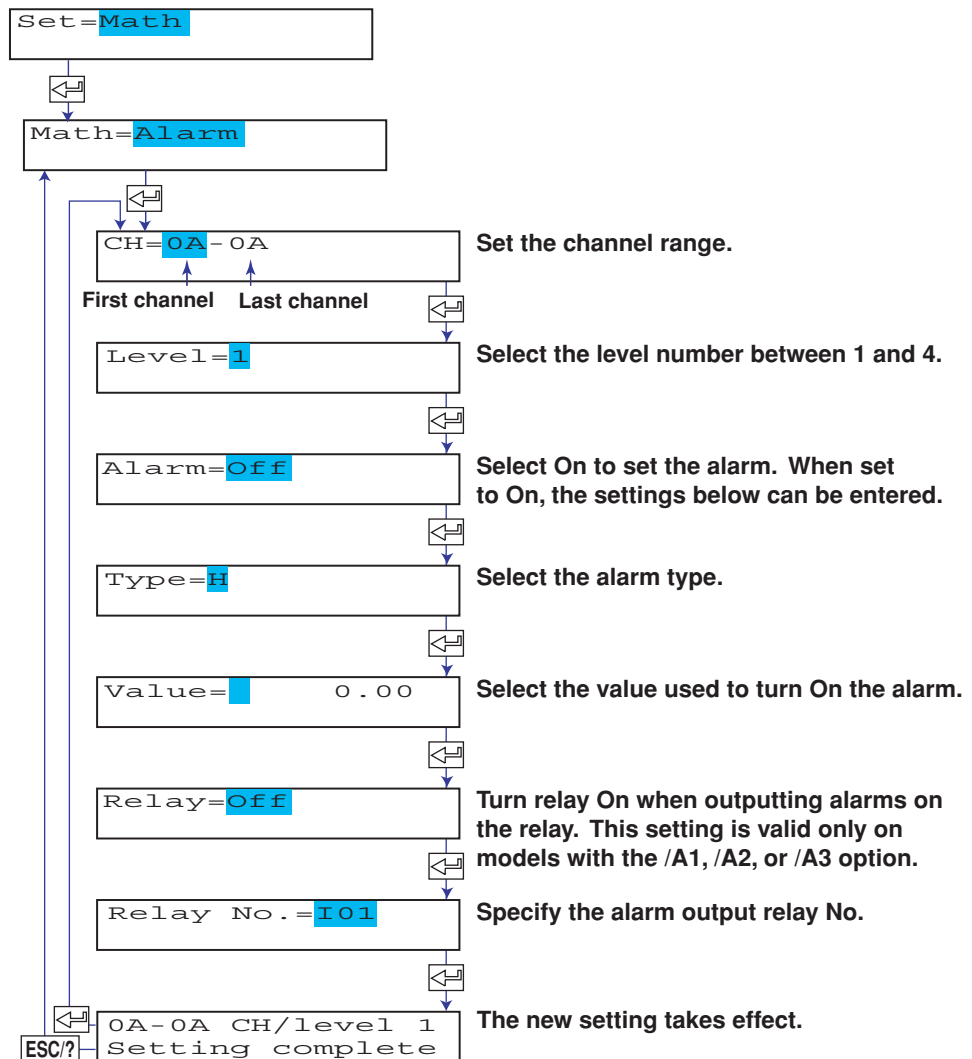 Set=Math
Math=Alarm
CH=0A-0A
Set the channel range.
First channel Last channel
Level=1
Select the level number between 1 and 4.
Alarm=Off
Select On to set the alarm. When set
to On, the settings below can be entered.
Type=H
Select the alarm type.
Value= 0.00
Select the value used to turn On the alarm.
Relay=Off
Turn relay On when outputting alarms on
the relay. This setting is valid only on
models with the /A1, /A2, or /A3 option.
Relay No.=I01
Specify the alarm output relay No.
0A-0A CH/level 1
The new setting takes effect.
ESC/?
Setting complete